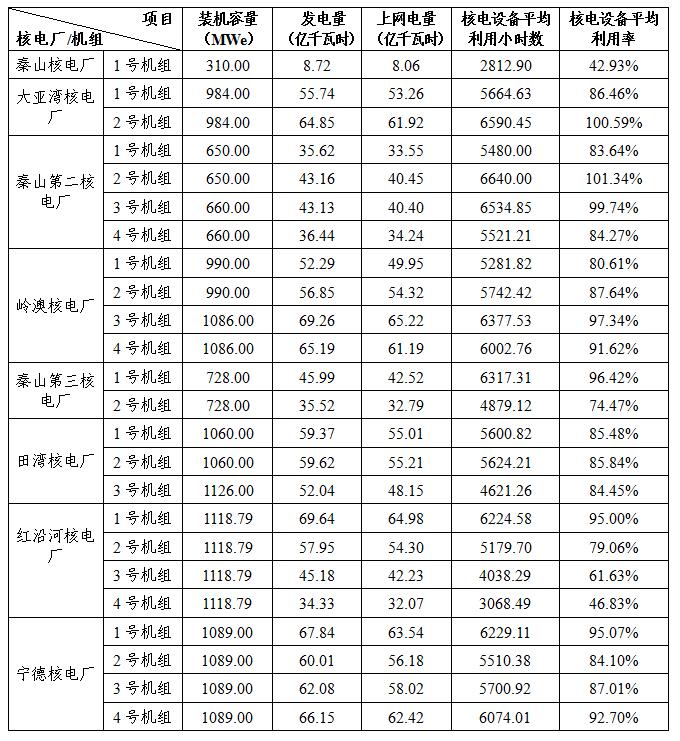 项目 装机容量 发电量 上网电量 核电设备平均 核电设备平均
核电厂/机组 （MWe） （亿千瓦时） （亿千瓦时） 利用小时数 利用率
秦山核电厂 1 号机组 310.00 8.72 8.06 2812.90 42.93%
大亚湾核电厂 1 号机组 984.00 55.74 53.26 5664.63 86.46%
2 号机组 984.00 64.85 61.92 6590.45 100.59%
秦山第二核电厂 1 号机组 650.00 35.62 33.55 5480.00 83.64%
2 号机组 650.00 43.16 40.45 6640.00 101.34%
3 号机组 660.00 43.13 40.40 6534.85 99.74%
4 号机组 660.00 36.44 34.24 5521.21 84.27%
岭澳核电厂 1 号机组 990.00 52.29 49.95 5281.82 80.61%
2 号机组 990.00 56.85 54.32 5742.42 87.64%
3 号机组 1086.00 69.26 65.22 6377.53 97.34%
4 号机组 1086.00 65.19 61.19 6002.76 91.62%
秦山第三核电厂 1 号机组 728.00 45.99 42.52 6317.31 96.42%
2 号机组 728.00 35.52 32.79 4879.12 74.47%
田湾核电厂 1 号机组 1060.00 59.37 55.01 5600.82 85.48%
2 号机组 1060.00 59.62 55.21 5624.21 85.84%
3 号机组 1126.00 52.04 48.15 4621.26 84.45%
红沿河核电厂 1 号机组 1118.79 69.64 64.98 6224.58 95.00%
2 号机组 1118.79 57.95 54.30 5179.70 79.06%
3 号机组 1118.79 45.18 42.23 4038.29 61.63%
4 号机组 1118.79 34.33 32.07 3068.49 46.83%
宁德核电厂 1 号机组 1089.00 67.84 63.54 6229.11 95.07%
2 号机组 1089.00 60.01 56.18 5510.38 84.10%
3 号机组 1089.00 62.08 58.02 5700.92 87.01%
4 号机组 1089.00 66.15 62.42 6074.01 92.70%